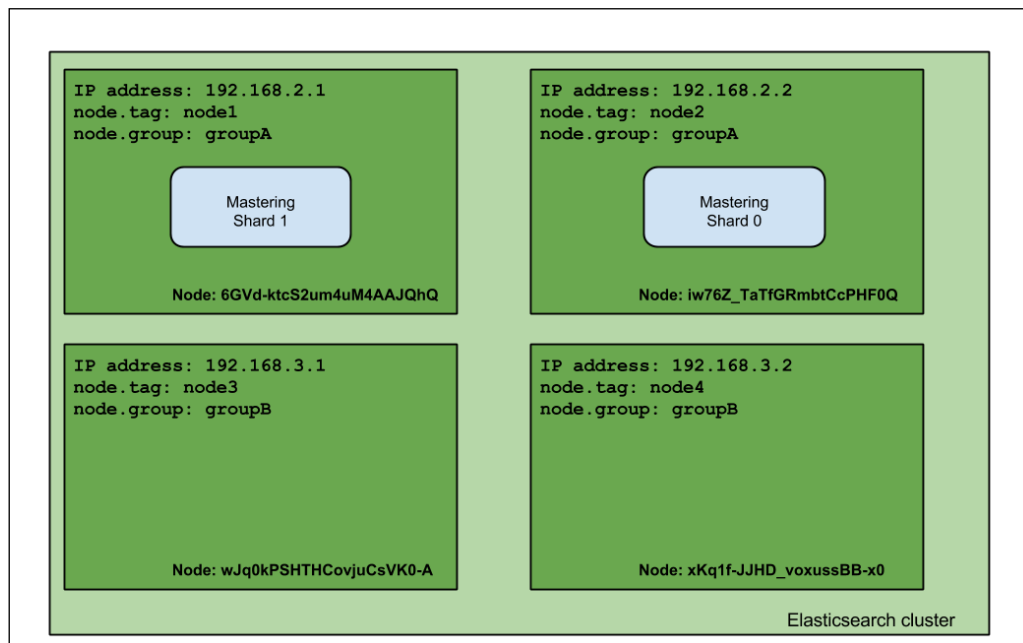 IP address: 192.168.2.1
node.tag: node1
node.group: groupA
Mastering
Shard 1
Node: 6GVd-ktcS2um4uM4AAJQhQ
IP address: 192.168.2.2
node.tag: node2
node.group: groupA
Mastering
Shard 0
Node: iw76Z_TaTfGRmbtCcPHF0Q
IP address: 192.168.3.1
node.tag: node3
node.group: groupB
Node: wJq0kPSHTHCovjuCsVK0-A
IP address: 192.168.3.2
node.tag: node4
node.group: groupB
Node: xKq1f-JJHD_voxussBB-x0
Elasticsearch cluster